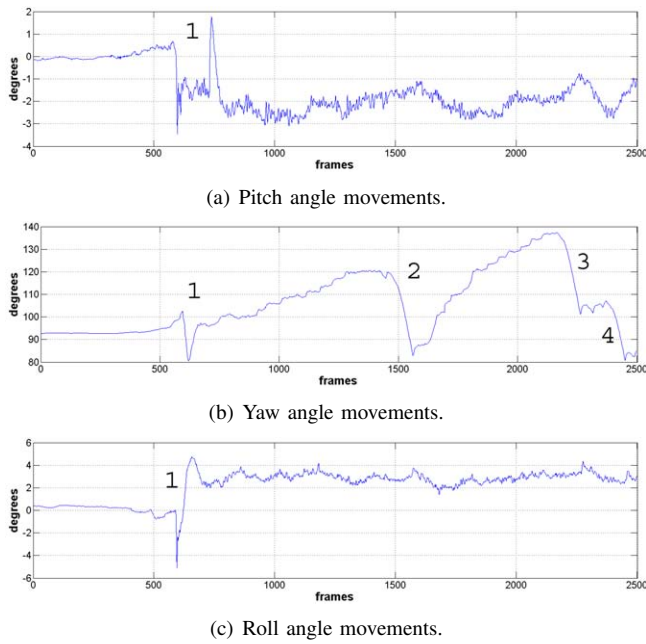 2
1
0
-1
-2
-3
-4
degrees
1
0 500 1000 1500 2000 2500
frames
(a) Pitch angle movements.
140
130
120
110
100
90
80
degrees
1 2 3 4
0 500 1000 1500 2000 2500
frames
(b) Yaw angle movements.
6
4
2
0
-2
-4
-6
degrees
1
0 500 1000 1500 2000 2500
frames
(c) Roll angle movements.